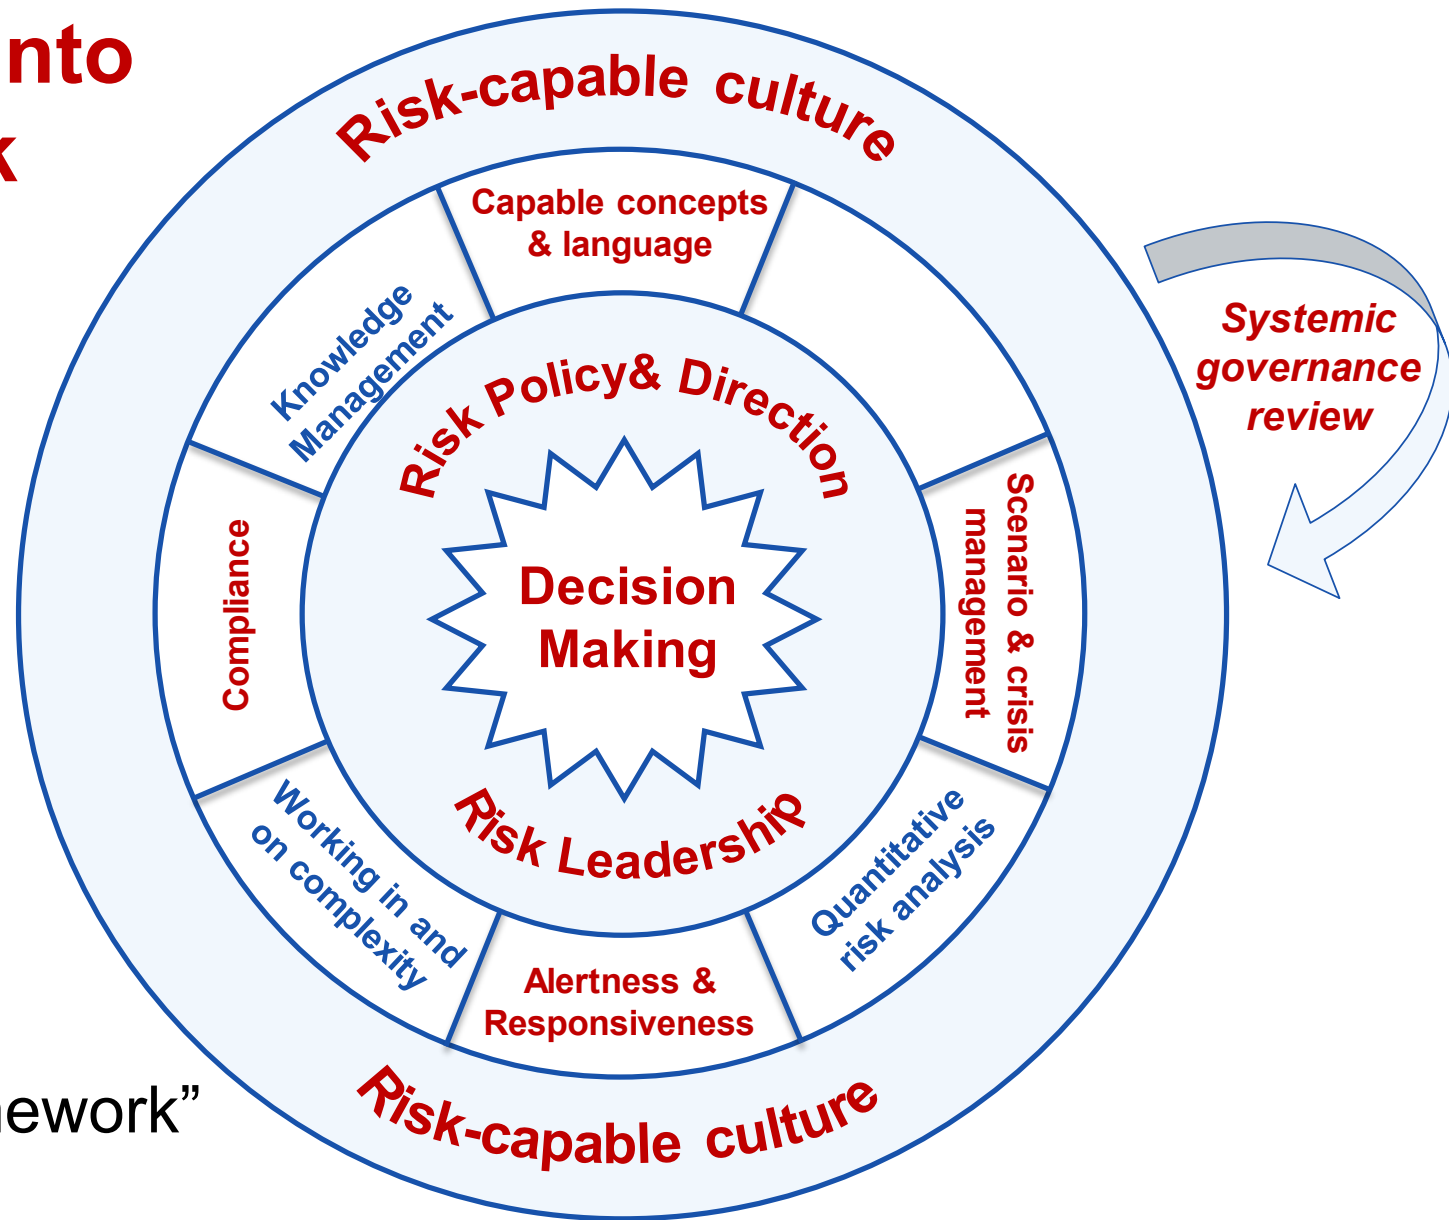 nto
k
Risk-capable culture
Capable concepts
& language
Knowledge
Management
Systemic
governance
review
Risk Policy& Direction
Scenario & crisis
management
Compliance
Decision
Making
Working in and
on complexity
Risk Leadership
Quantitative
risk analysis
Alertness &
Responsiveness
ework”
Risk-capable culture